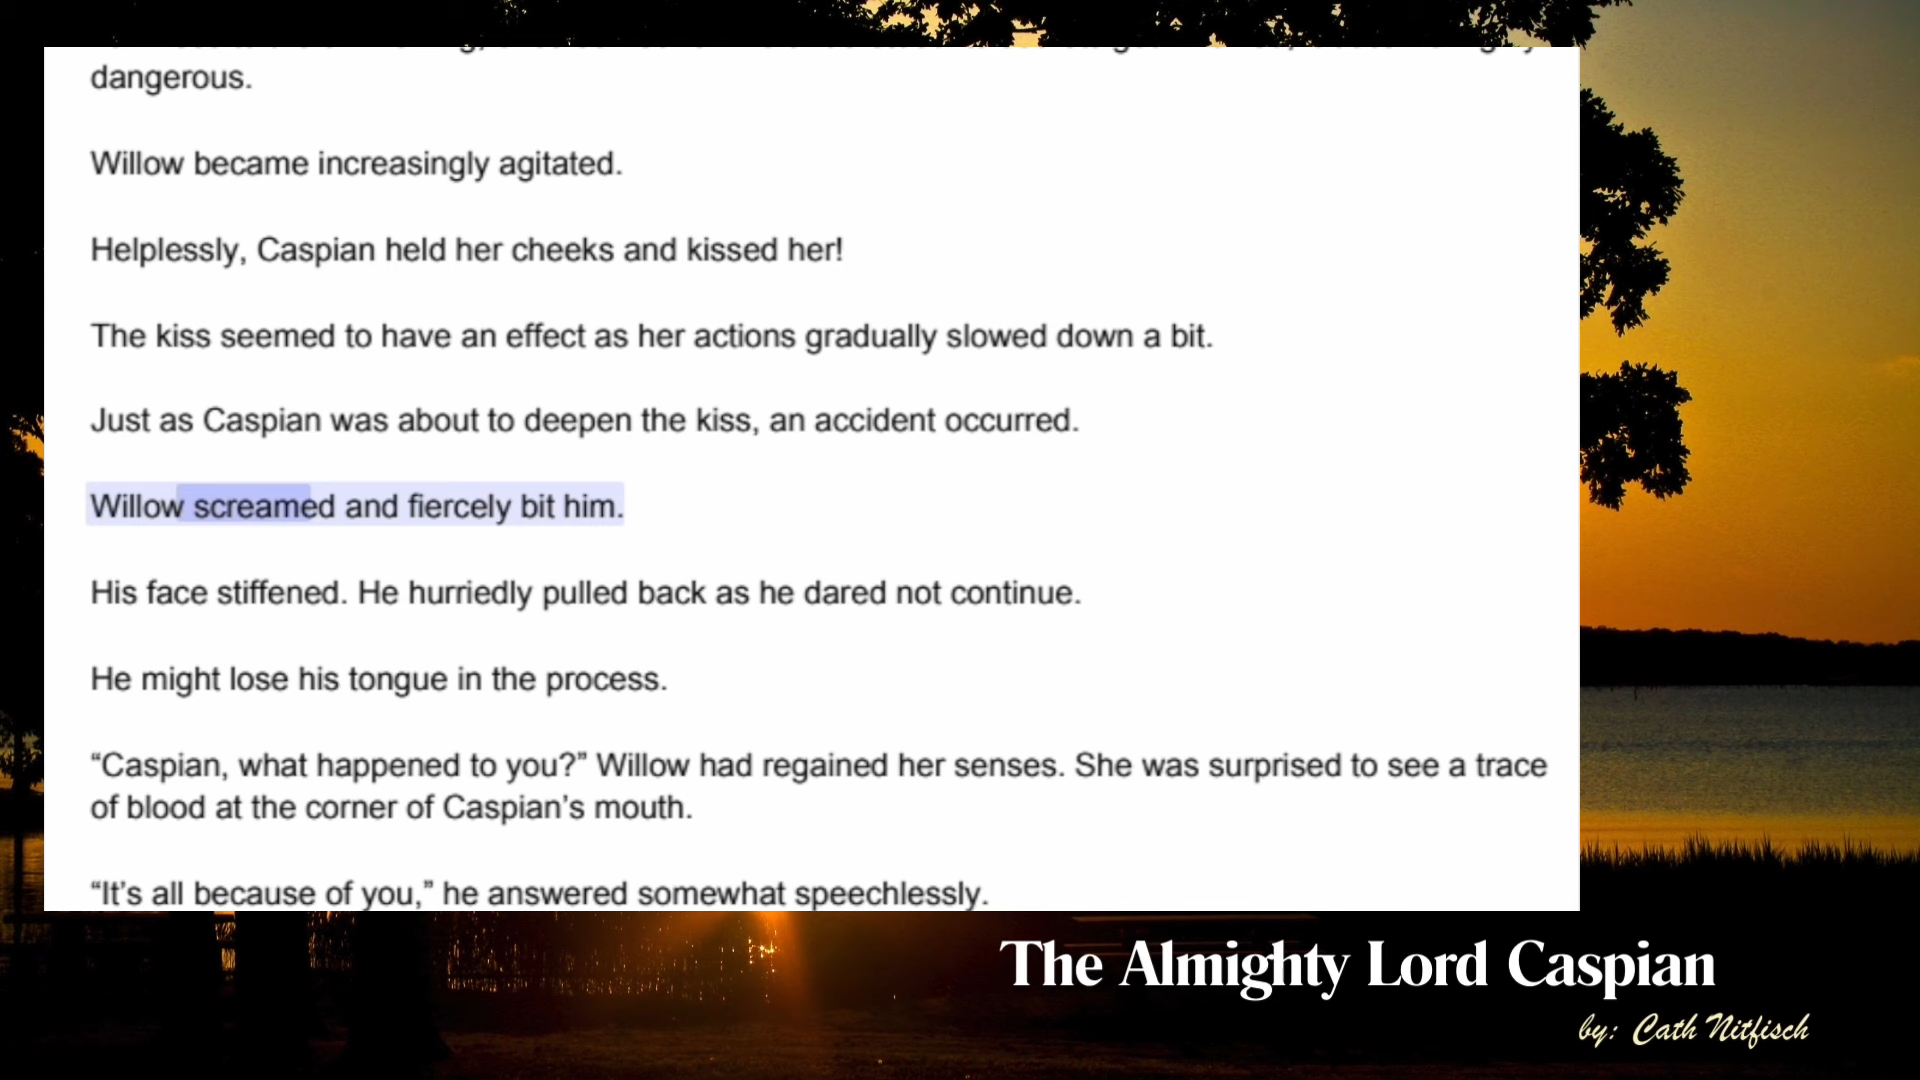 dangerous.
Willow became increasingly agitated.
Helplessly, Caspian held her cheeks and kissed her!
The kiss seemed to have an effect as her actions gradually slowed down a bit.
Just as Caspian was about to deepen the kiss, an accident occurred.
Willow screamed and fiercely bit him.
His face stiffened. He hurriedly pulled back as he dared not continue.
He might lose his tongue in the process.
“Caspian, what happened to you?” Willow had regained her senses. She was surprised to see a trace
of blood at the corner of Caspian’s mouth.
“It’s all because of you,” he answered somewhat speechlessly.
The Almighty Lord Caspian
by: Cath Nitfisch